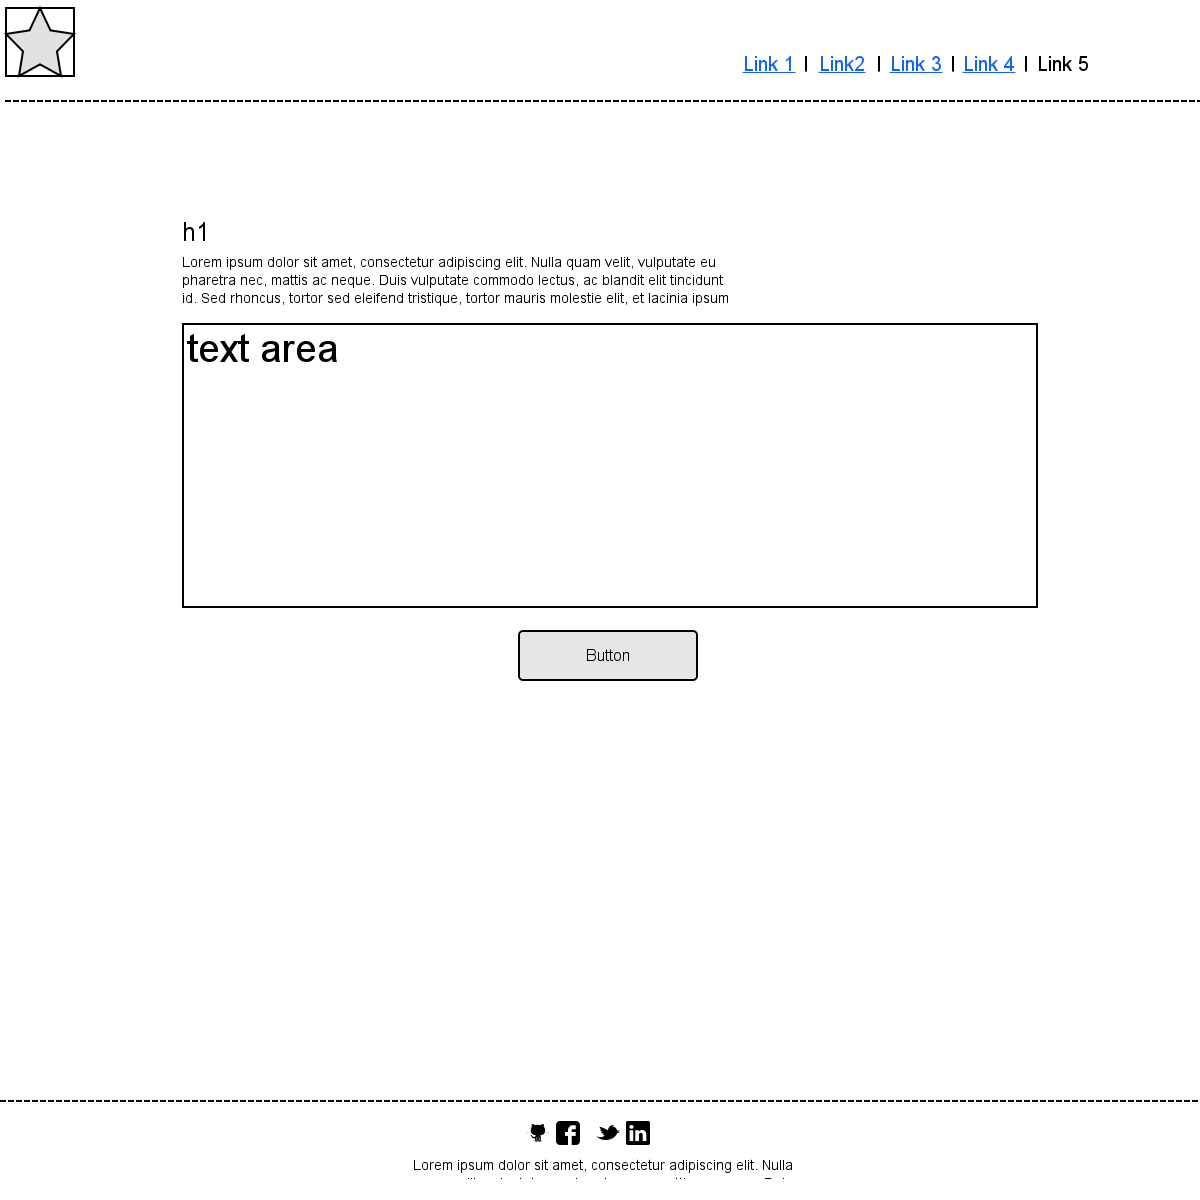 Link 1 | Link2 | Link 3 | Link 4 | Link 5
h1
Lorem ipsum dolor sit amet, consectetur adipiscing elit. Nulla quam velit, vulputate eu
pharetra nec, mattis ac neque. Duis vulputate commodo lectus, ac blandit elit tincidunt
id. Sed rhoncus, tortor sed eleifend tristique, tortor mauris molestie elit, et lacinia ipsum
text area
Button
Lorem ipsum dolor sit amet, consectetur adipiscing elit. Nulla